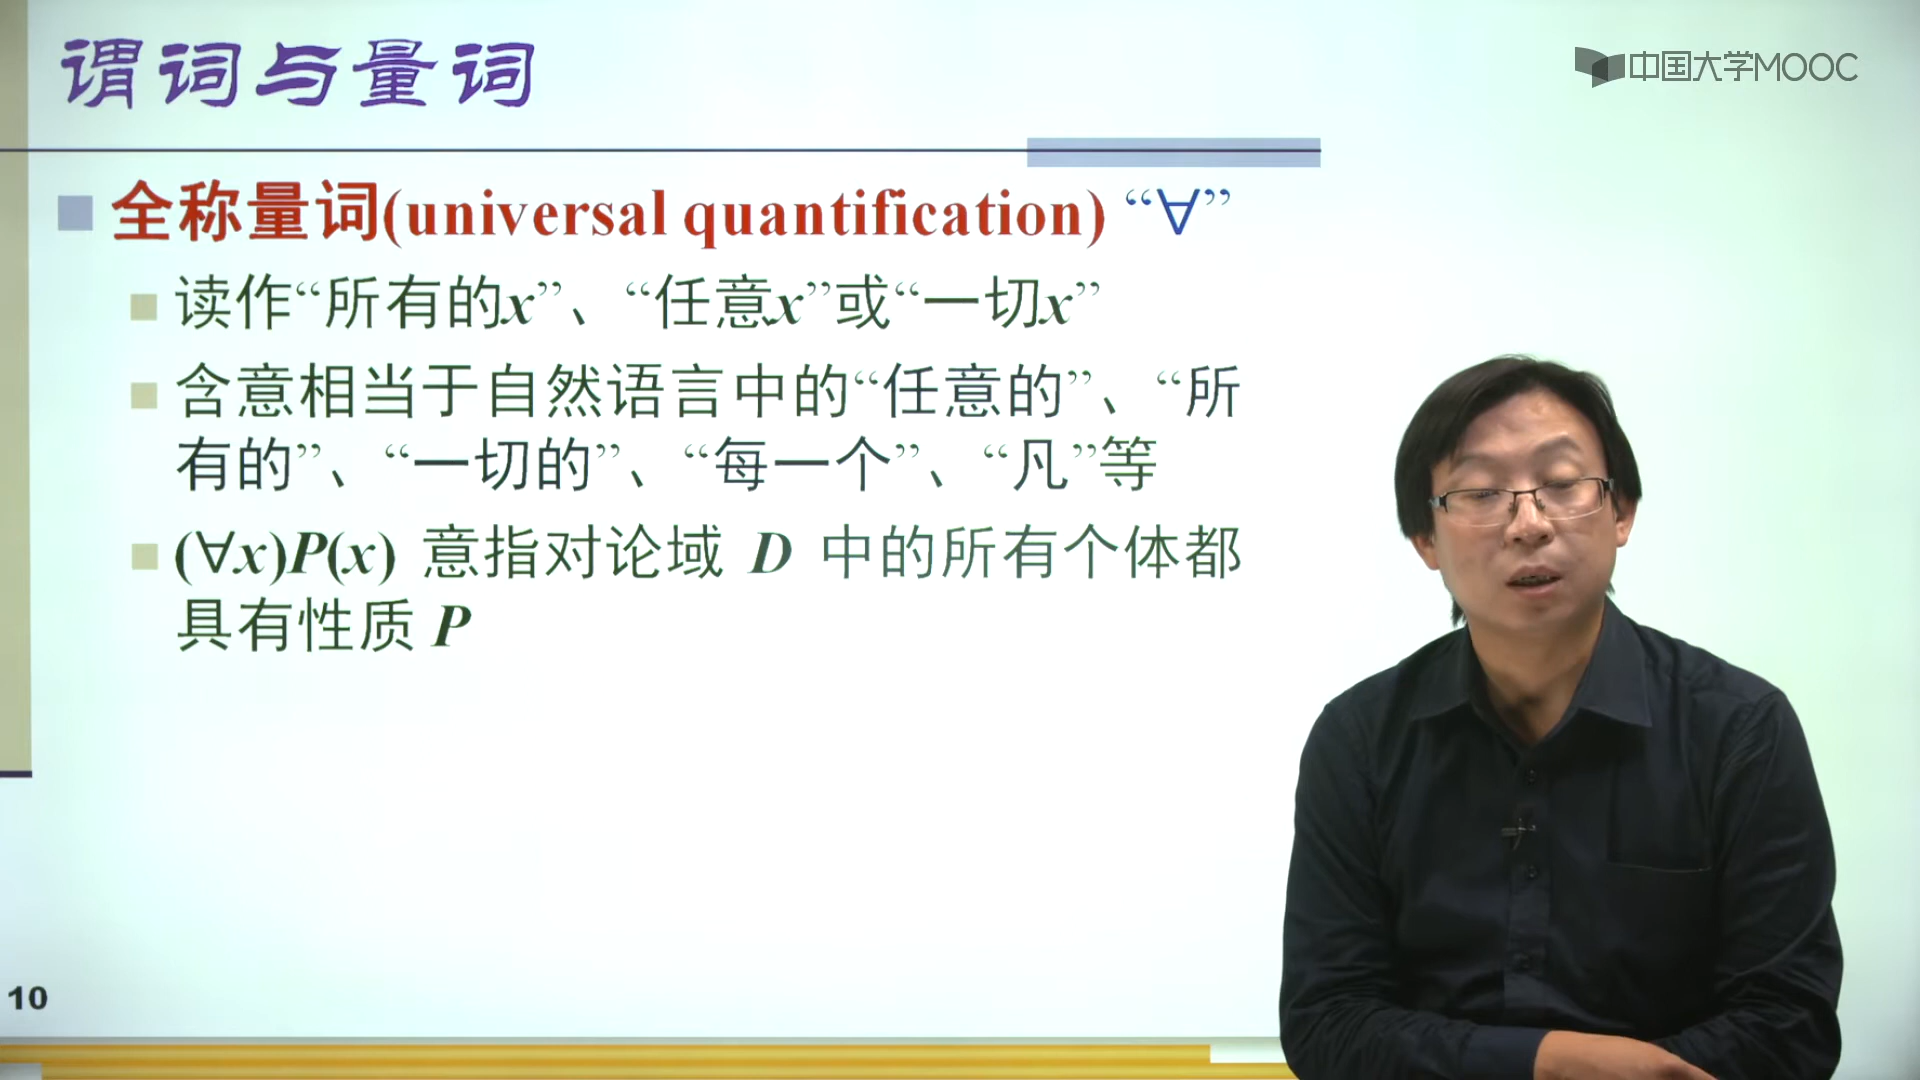 谓词与量词
中国大学MOOC
全称量词(universal quantification) “∀”
读作“所有的x”、“任意x”或“一切x”
含意相当于自然语言中的“任意的”、“所
有的”、“一切的”、“每一个”、“凡”等
(∀x)P(x) 意指对论域 D 中的所有个体都
具有性质 P
10